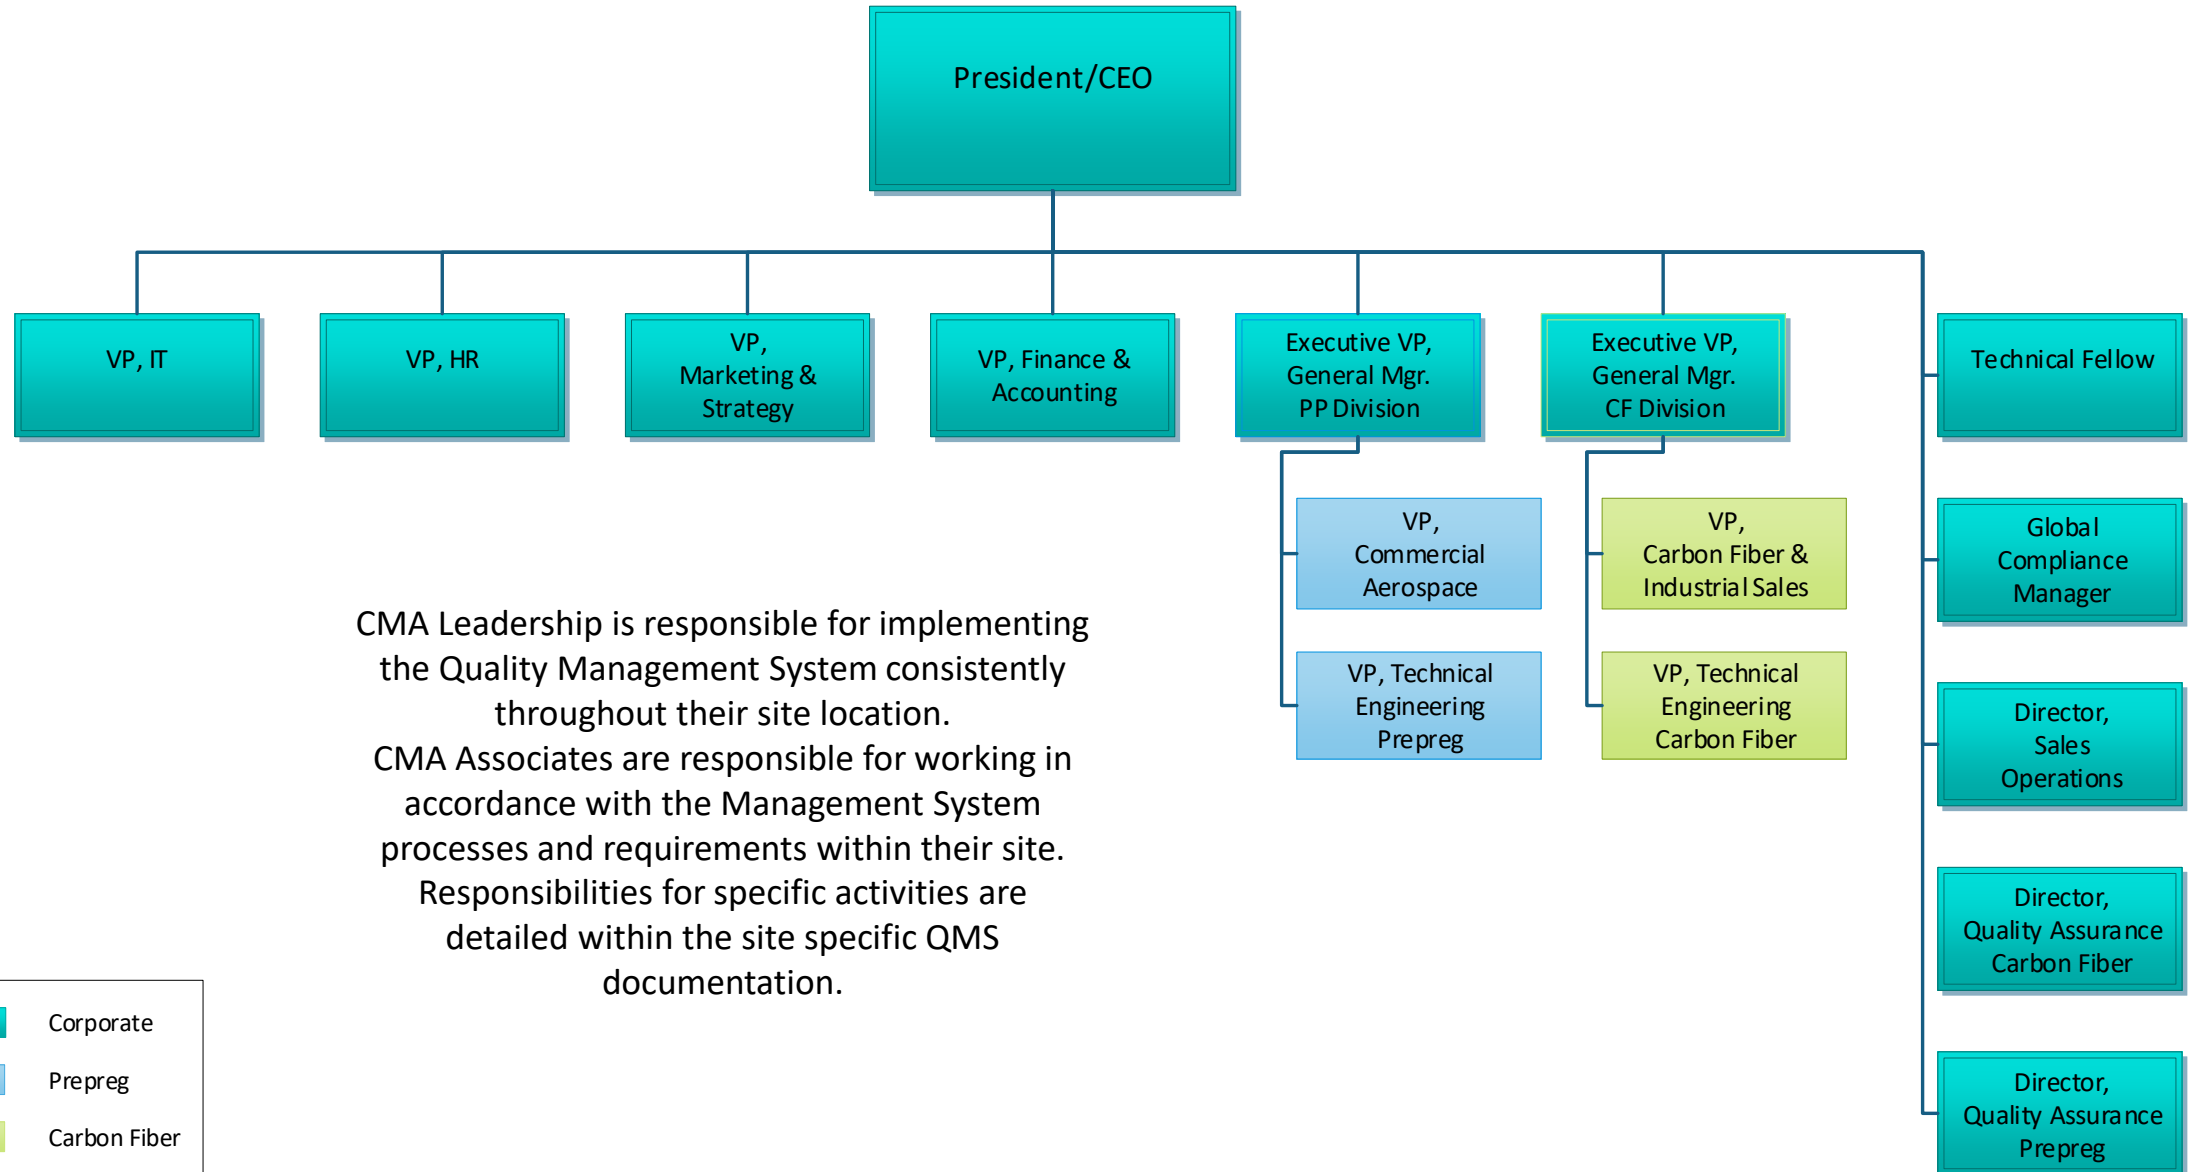 President/CEO
VP, IT
VP, HR
VP,
Marketing &
Strategy
VP, Finance &
Accounting
Executive VP,
General Mgr.
PP Division
Executive VP,
General Mgr.
CF Division
Technical Fellow
VP,
Commercial
Aerospace
VP,
Carbon Fiber &
Industrial Sales
Global
Compliance
Manager
VP, Technical
Engineering
Prepreg
VP, Technical
Engineering
Carbon Fiber
Director,
Sales
Operations
Director,
Quality Assurance
Carbon Fiber
Director,
Quality Assurance
Prepreg
CMA Leadership is responsible for implementing
the Quality Management System consistently
throughout their site location.
CMA Associates are responsible for working in
accordance with the Management System
processes and requirements within their site.
Responsibilities for specific activities are
detailed within the site specific QMS
documentation.
Corporate
Prepreg
Carbon Fiber